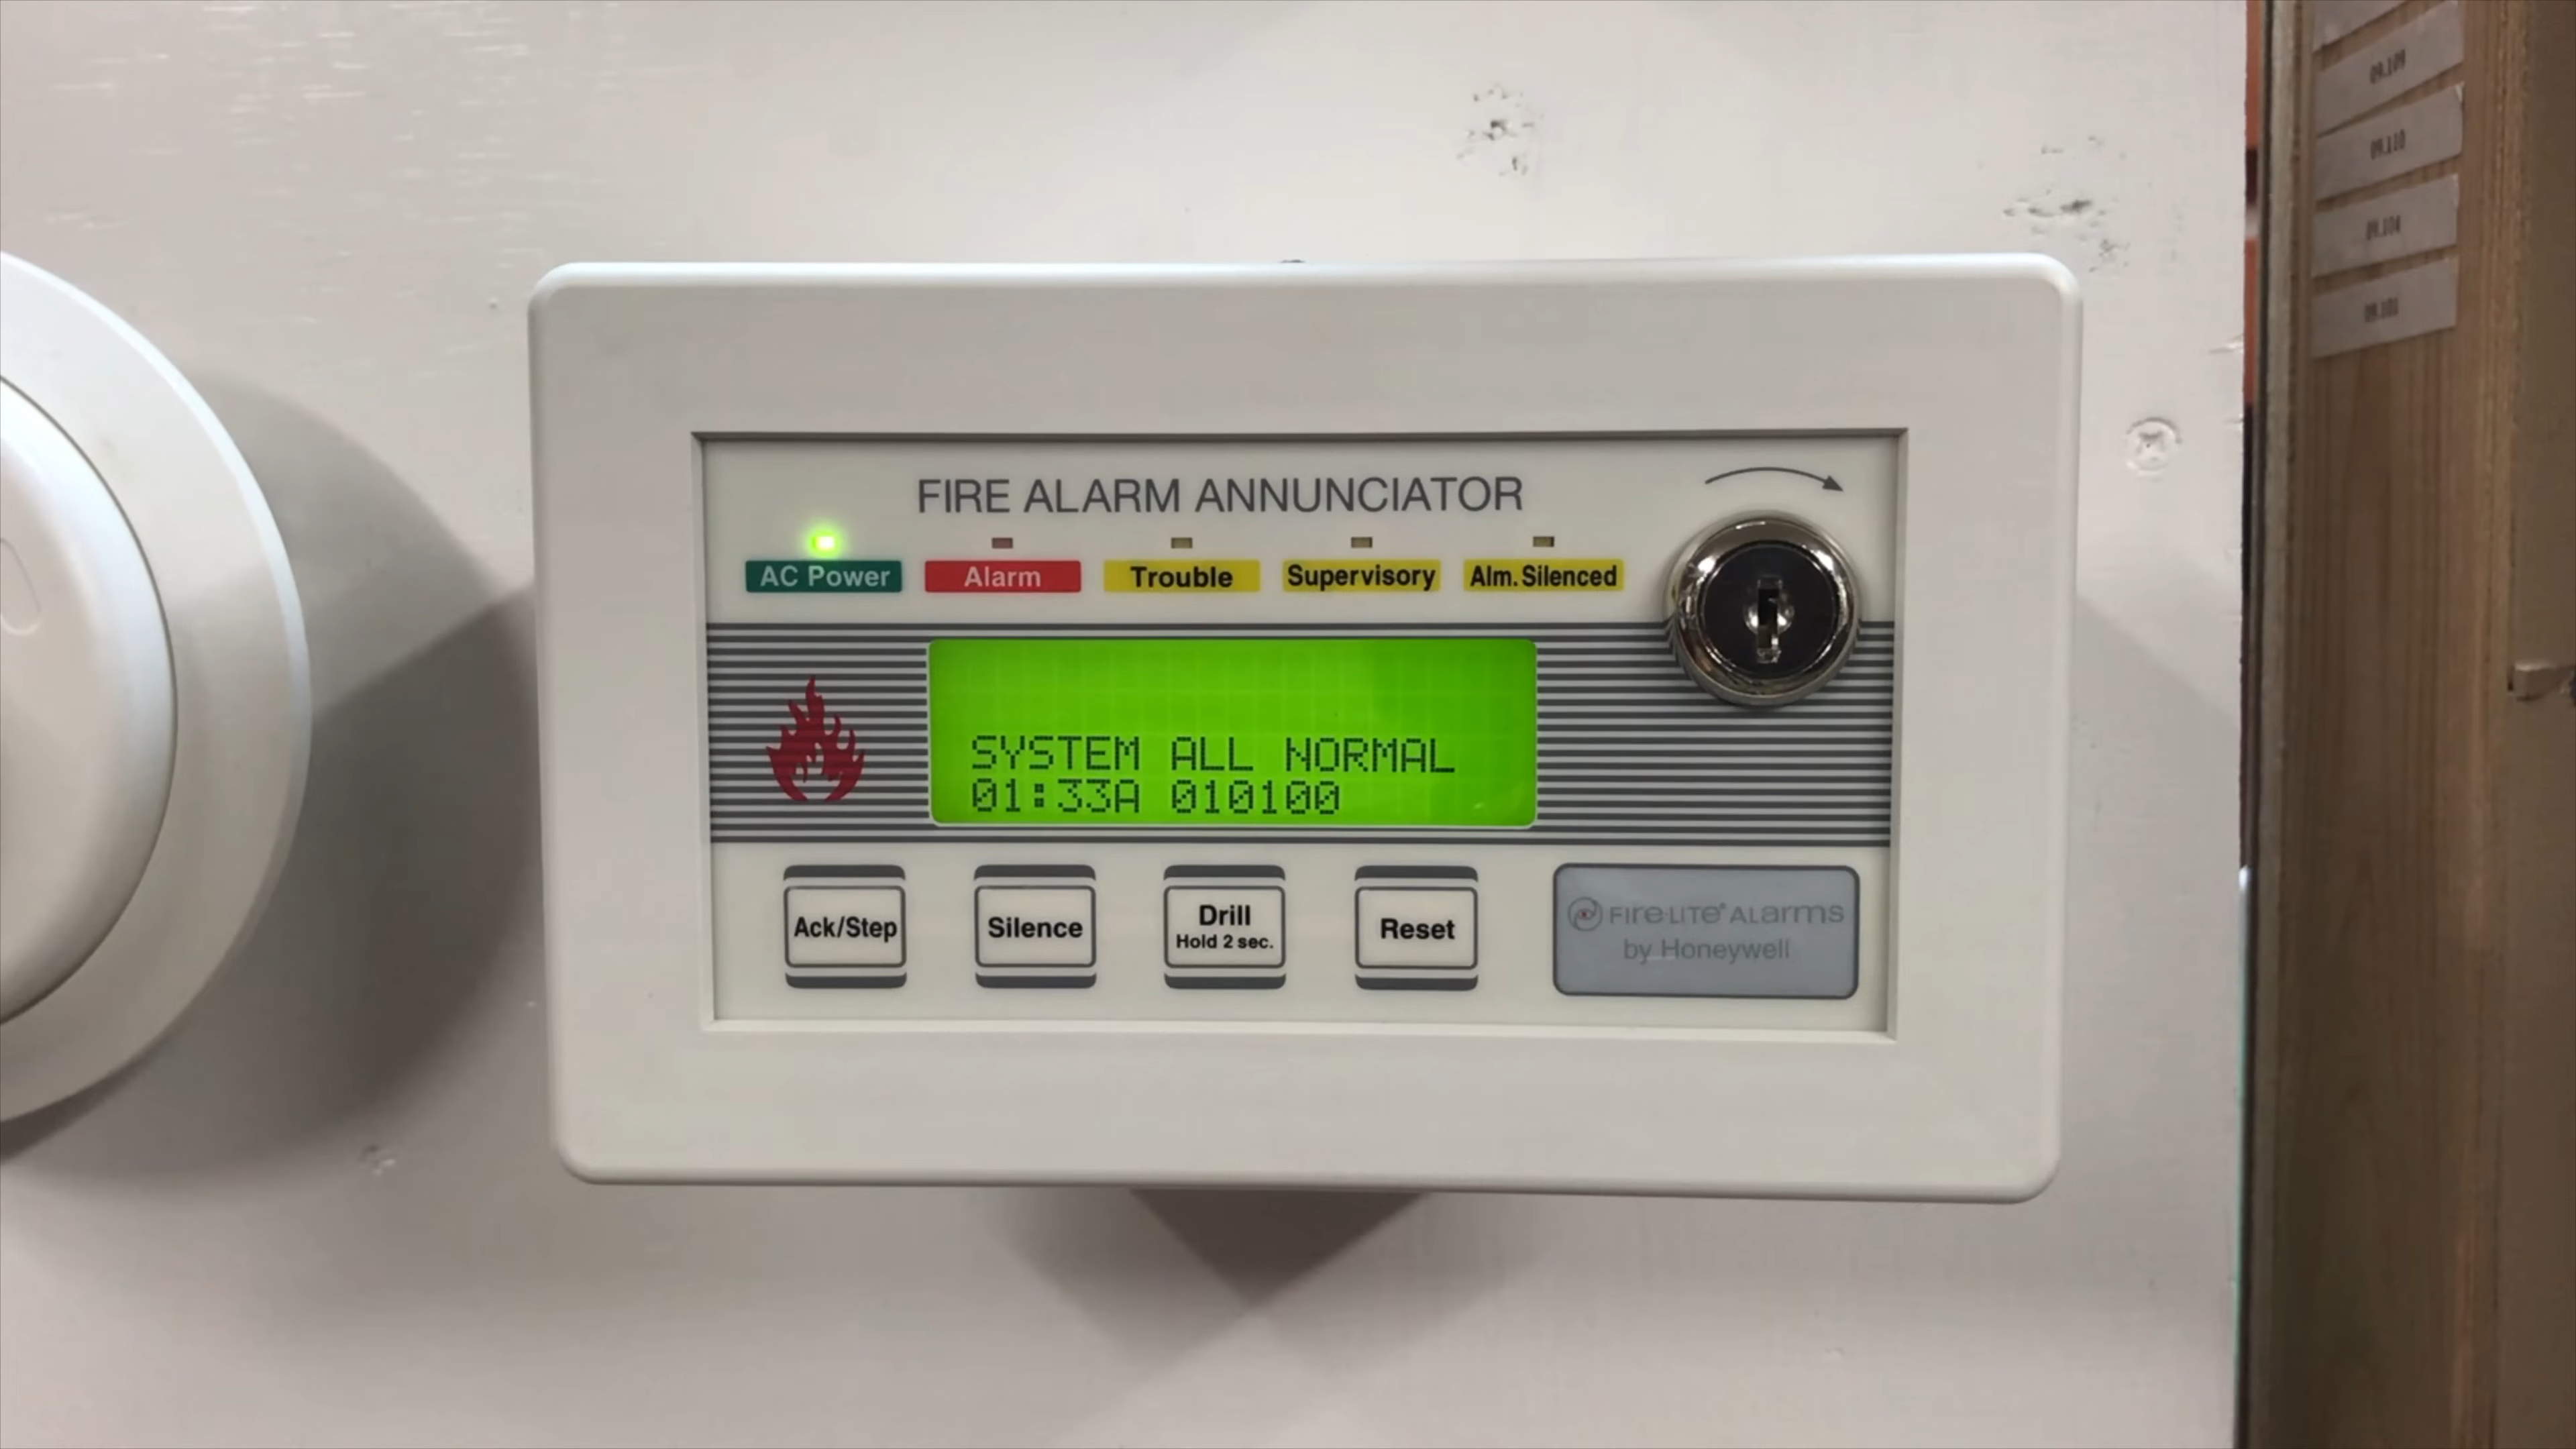 FIRE ALARM ANNUNCIATOR
AC Power Alarm Trouble Supervisory Alm. Silenced
SYSTEM ALL NORMAL
01:33A 010100
Ack/Step Silence Drill Reset
Hold 2 sec.
FIRE·LITE® ALARMS
by Honeywell